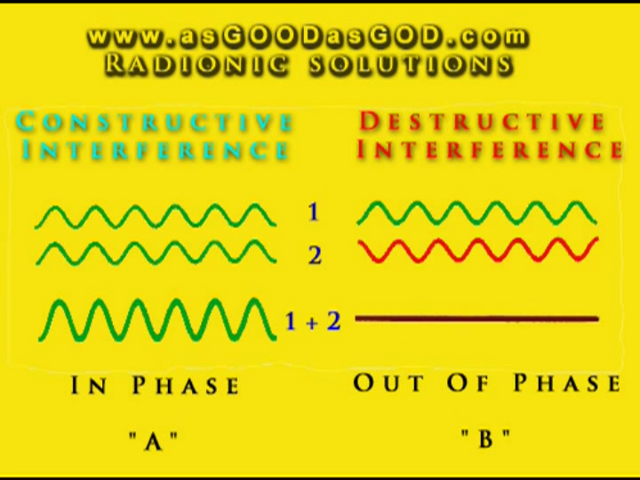 www.asGOODasGOD.com
RADIONIC SOLUTIONS
CONSTRUCTIVE
INTERFERENCE
DESTRUCTIVE
INTERFERENCE
1
2
1 + 2
IN PHASE
OUT OF PHASE
"A"
"B"